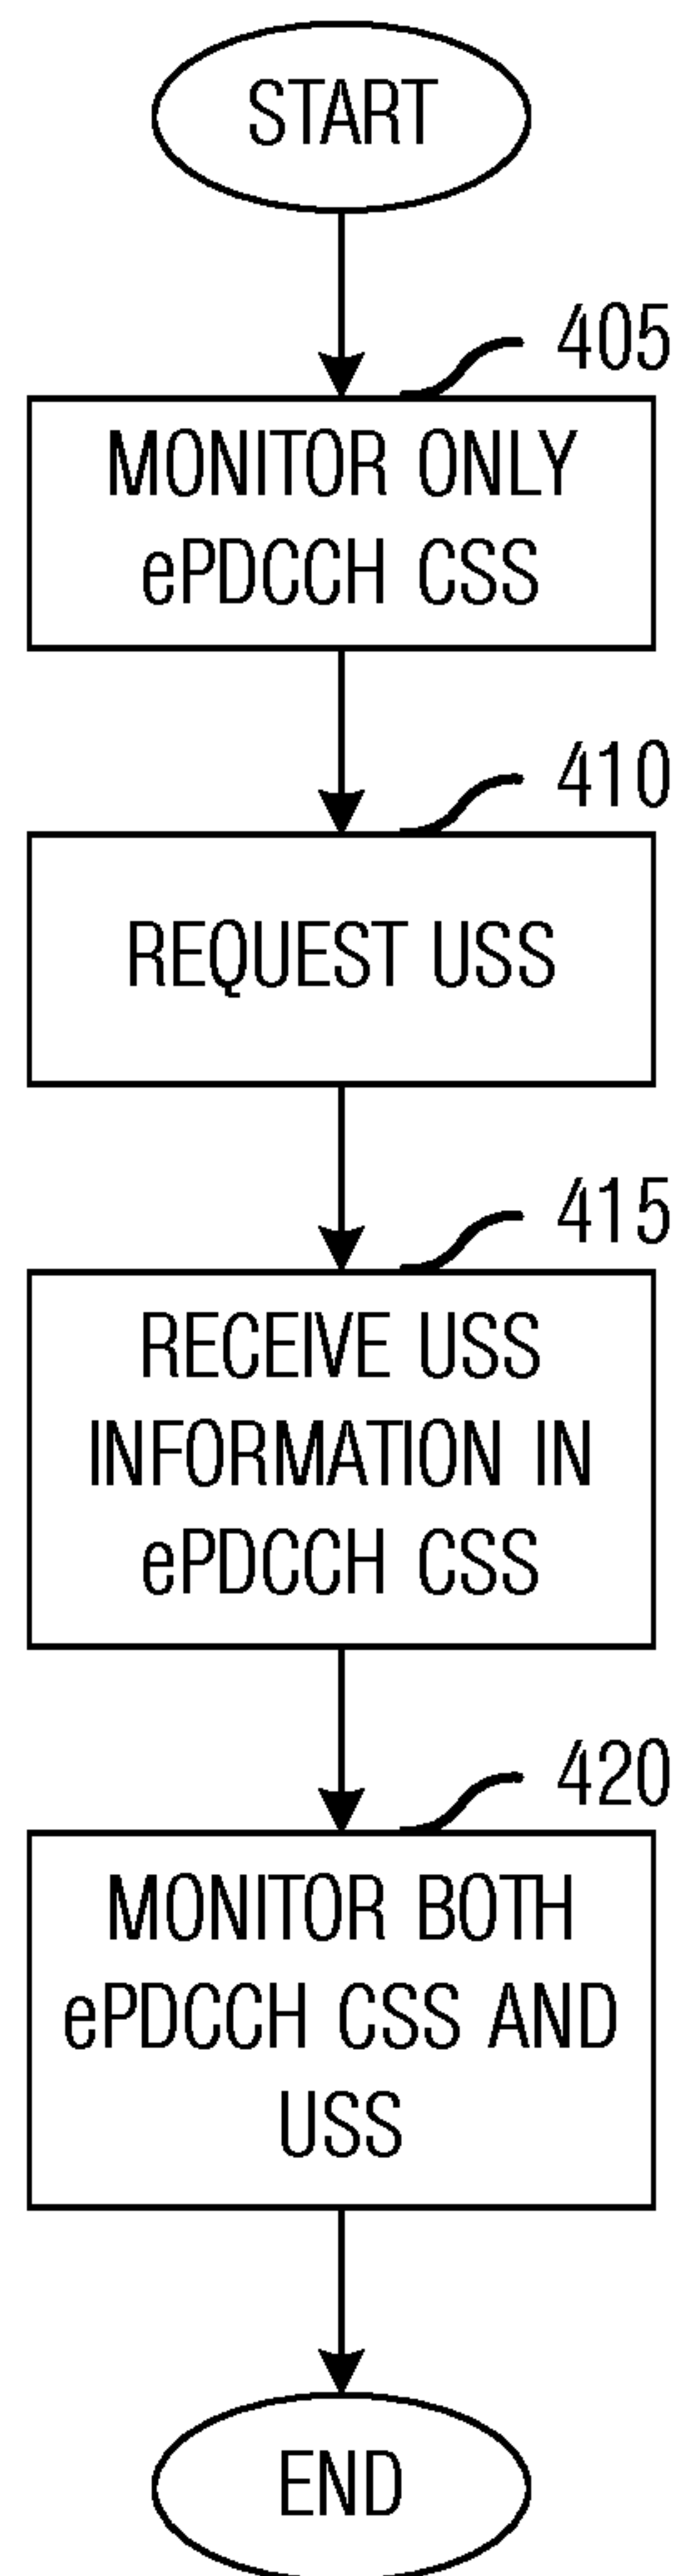 START
405
MONITOR ONLY
ePDCCH CSS
410
REQUEST USS
415
RECEIVE USS
INFORMATION IN
ePDCCH CSS
420
MONITOR BOTH
ePDCCH CSS AND
USS
END